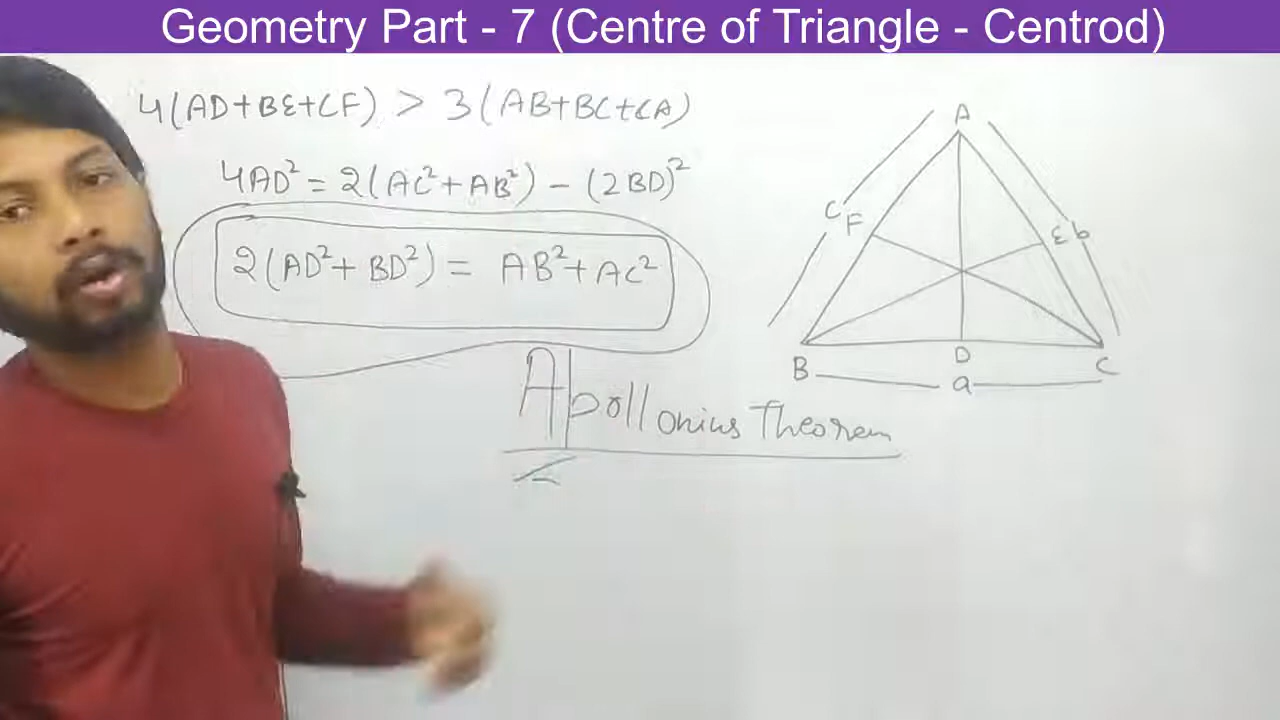 Geometry Part - 7 (Centre of Triangle - Centrod)
4(AD+BE+CF) > 3(AB+BC+CA)
4AD² = 2(AC²+AB²) - (2BD)²
2(AD²+BD²) = AB²+AC²
Apollonius Theorem
A
C
F
E b
B
D
C
a